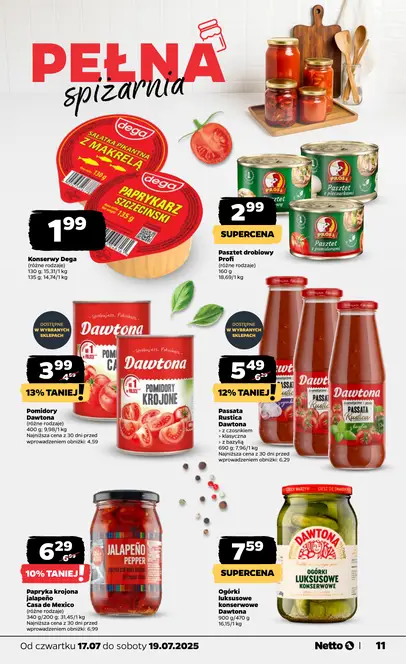 PEŁNA
spiżarnia
dega
SAŁATKA PIKANTNA
Z MAKRELĄ
130 g
dega
PAPRYKARZ
SZCZECIŃSKI
135 g
1.99
Konserwy Dega
(różne rodzaje)
130 g; 15,31/1 kg
135 g; 14,74/1 kg
PROFI
Pasztet
PROFI
Pasztet
z pieczarkami
PROFI
Pasztet
z pomidorami
2.99
SUPERCENA
Pasztet drobiowy
Profi
(różne rodzaje)
160 g
18,69/1 kg
DOSTĘPNE
W WYBRANYCH
SKLEPACH
3.99
4.59
13% TANIEJ!
Pomidory
Dawtona
(różne rodzaje)
400 g; 9,98/1 kg
Najniższa cena z 30 dni przed
wprowadzeniem obniżki: 4,59
Dawtona
Dawtona
POMIDORY
KROJONE
DOSTĘPNE
W WYBRANYCH
SKLEPACH
5.49
6.29
12% TANIEJ!
Passata
Rustica
Dawtona
- z czosnkiem
- klasyczna
- z bazylią
690 g; 7,96/1 kg
Najniższa cena z 30 dni przed
wprowadzeniem obniżki: 6,29
Dawtona
PASSATA
Rustica
6.29
6.99
10% TANIEJ!
Papryka krojona
jalapeño
Casa de Mexico
(różne rodzaje)
340 g/200 g; 31,45/1 kg
Najniższa cena z 30 dni przed
wprowadzeniem obniżki: 6,99
JALAPEÑO
PEPPER
7.59
SUPERCENA
Ogórki
luksusowe
konserwowe
Dawtona
900 g/470 g
16,15/1 kg
DAWTONA
OGÓRKI
LUKSUSOWE
KONSERWOWE
Od czwartku 17.07 do soboty 19.07.2025
Netto
11